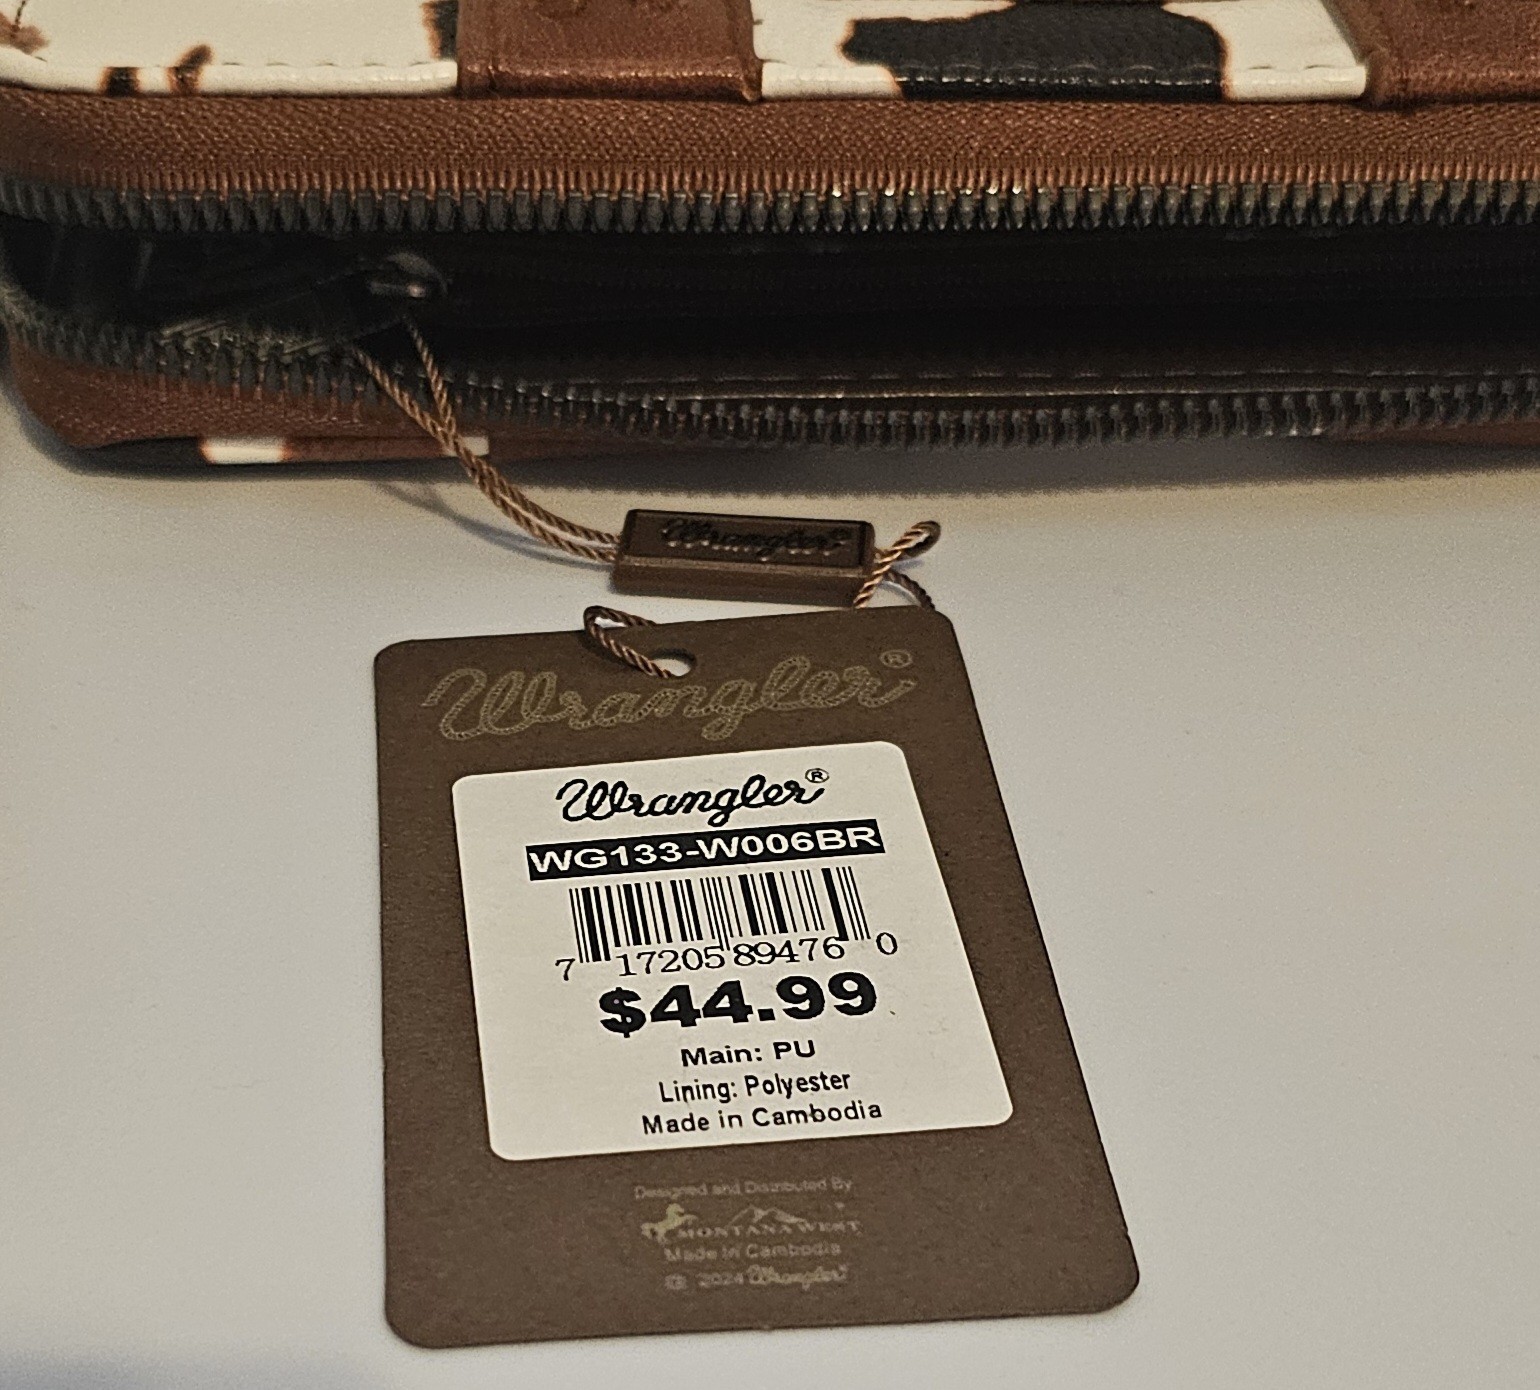 Wrangler®
Wrangler®
Wrangler®
WG133-W006BR
7 17205 89476 0
$44.99
Main: PU
Lining: Polyester
Made in Cambodia
Designed and Distributed By
MONTANA WEST
Made In Cambodia
© 2024 Wrangler®